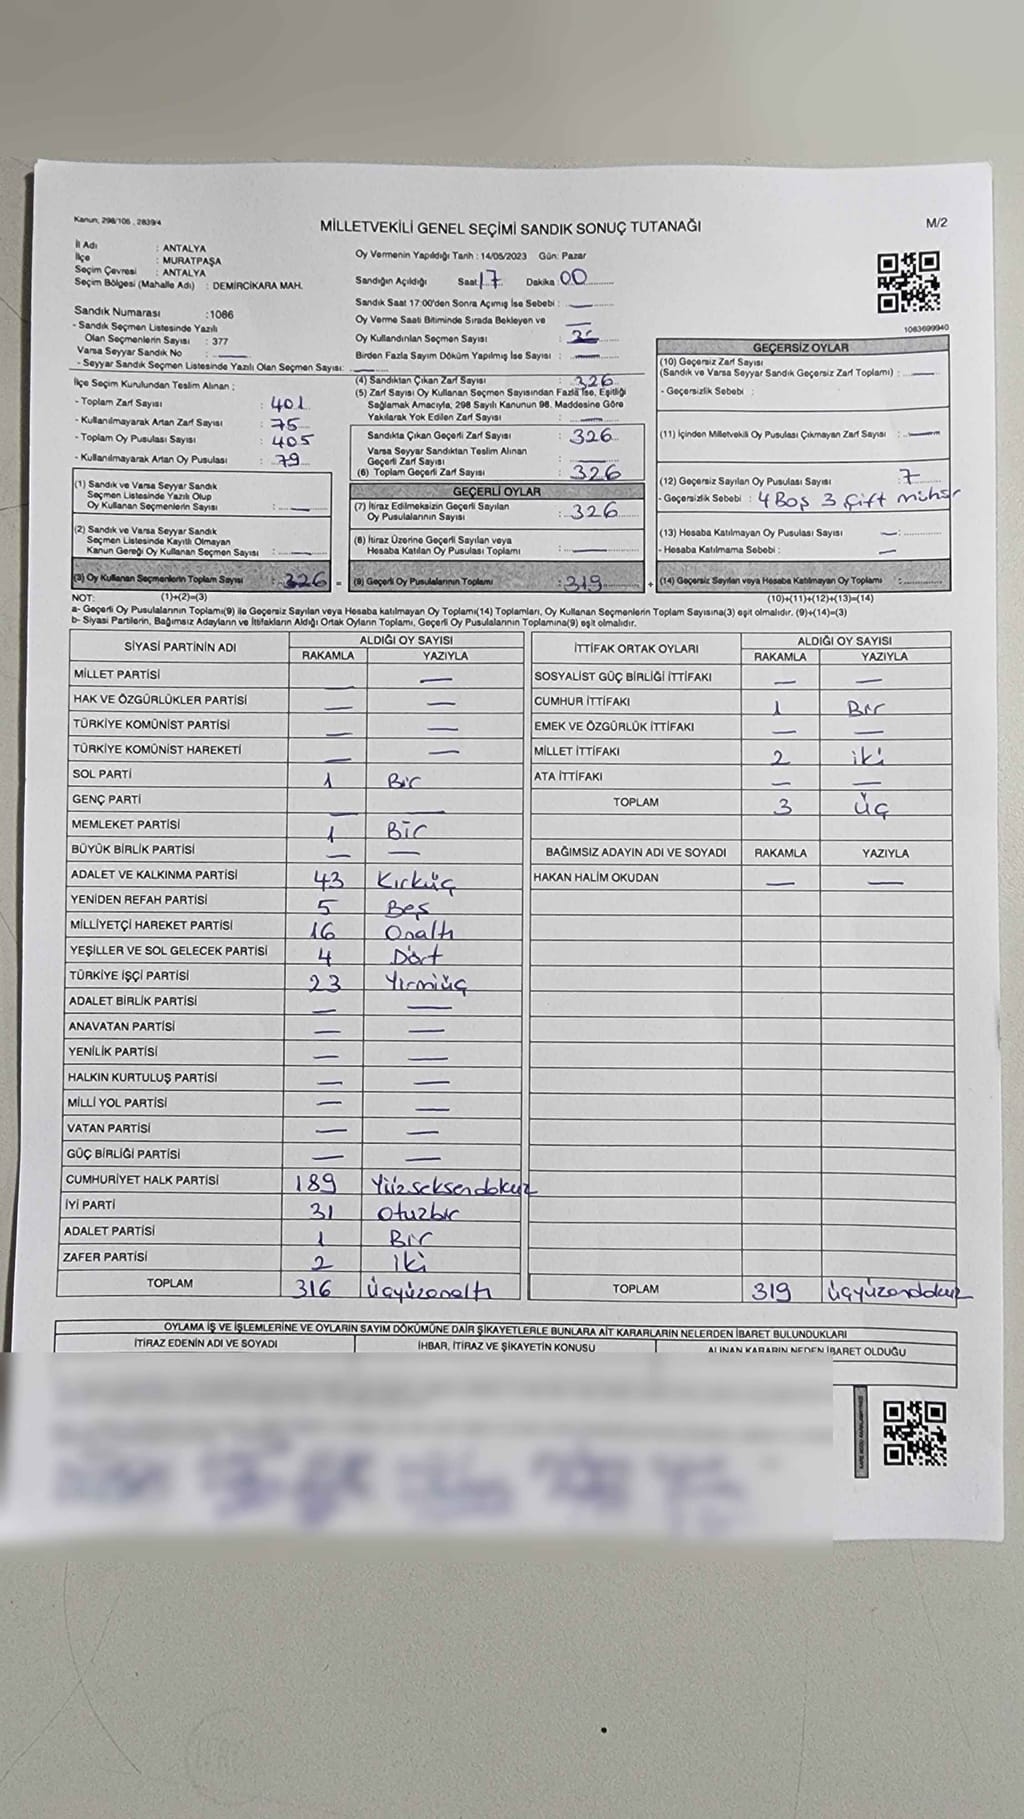 Kanun; 298/105 , 2839/4
MİLLETVEKİLİ GENEL SEÇİMİ SANDIK SONUÇ TUTANAĞI
M/2
İl Adı : ANTALYA
İlçe : MURATPAŞA
Seçim Çevresi : ANTALYA
Seçim Bölgesi (Mahalle Adı) : DEMİRCİKARA MAH.
Sandık Numarası :1086
- Sandık Seçmen Listesinde Yazılı
Olan Seçmenlerin Sayısı : 377
Varsa Seyyar Sandık No : —
- Seyyar Sandık Seçmen Listesinde Yazılı Olan Seçmen Sayısı: —
İlçe Seçim Kurulundan Teslim Alınan ;
- Toplam Zarf Sayısı : 401
- Kullanılmayarak Artan Zarf Sayısı : 75
- Toplam Oy Pusulası Sayısı : 405
- Kullanılmayarak Artan Oy Pusulası : 79
(1) Sandık ve Varsa Seyyar Sandık
Seçmen Listesinde Yazılı Olup
Oy Kullanan Seçmenlerin Sayısı : —
(2) Sandık ve Varsa Seyyar Sandık
Seçmen Listesinde Kayıtlı Olmayan
Kanun Gereği Oy Kullanan Seçmen Sayısı : —
(3) Oy Kullanan Seçmenlerin Toplam Sayısı : 326 =
Oy Vermenin Yapıldığı Tarih : 14/05/2023 Gün: Pazar
Sandığın Açıldığı Saat 17 Dakika 00
Sandık Saat 17:00'den Sonra Açılmış İse Sebebi : —
Oy Verme Saati Bitiminde Sırada Bekleyen ve
Oy Kullandırılan Seçmen Sayısı :
Birden Fazla Sayım Döküm Yapılmış İse Sayısı : —
(4) Sandıktan Çıkan Zarf Sayısı : 326
(5) Zarf Sayısı Oy Kullanan Seçmen Sayısından Fazla İse, Eşitliği
Sağlamak Amacıyla, 298 Sayılı Kanunun 98. Maddesine Göre
Yakılarak Yok Edilen Zarf Sayısı : —
Sandıkta Çıkan Geçerli Zarf Sayısı : 326
Varsa Seyyar Sandıktan Teslim Alınan
Geçerli Zarf Sayısı : —
(6) Toplam Geçerli Zarf Sayısı : 326
GEÇERLİ OYLAR
(7) İtiraz Edilmeksizin Geçerli Sayılan
Oy Pusulalarının Sayısı : 326
(8) İtiraz Üzerine Geçerli Sayılan veya
Hesaba Katılan Oy Pusulası Toplamı : —
(9) Geçerli Oy Pusulalarının Toplamı : 319 +
1083699940
GEÇERSİZ OYLAR
(10) Geçersiz Zarf Sayısı
(Sandık ve Varsa Seyyar Sandık Geçersiz Zarf Toplamı) : —
- Geçersizlik Sebebi :
(11) İçinden Milletvekili Oy Pusulası Çıkmayan Zarf Sayısı : —
(12) Geçersiz Sayılan Oy Pusulası Sayısı : 7
- Geçersizlik Sebebi : 4 Boş 3 Çift mühür
(13) Hesaba Katılmayan Oy Pusulası Sayısı —:
- Hesaba Katılmama Sebebi : —
(14) Geçersiz Sayılan veya Hesaba Katılmayan Oy Toplamı :
NOT: (1)+(2)=(3) (10)+(11)+(12)+(13)=(14)
a- Geçerli Oy Pusulalarının Toplamı(9) ile Geçersiz Sayılan veya Hesaba katılmayan Oy Toplamı(14) Toplamları, Oy Kullanan Seçmenlerin Toplam Sayısına(3) eşit olmalıdır. (9)+(14)=(3)
b- Siyasi Partilerin, Bağımsız Adayların ve İttifakların Aldığı Ortak Oyların Toplamı, Geçerli Oy Pusulalarının Toplamına(9) eşit olmalıdır.
SİYASİ PARTİNİN ADI ALDIĞI OY SAYISI
RAKAMLA YAZIYLA
MİLLET PARTİSİ —
HAK VE ÖZGÜRLÜKLER PARTİSİ — —
TÜRKİYE KOMÜNİST PARTİSİ — —
TÜRKİYE KOMÜNİST HAREKETİ — —
SOL PARTİ 1 Bir
GENÇ PARTİ — —
MEMLEKET PARTİSİ 1 Bir
BÜYÜK BİRLİK PARTİSİ — —
ADALET VE KALKINMA PARTİSİ 43 Kırküç
YENİDEN REFAH PARTİSİ 5 Beş
MİLLİYETÇİ HAREKET PARTİSİ 16 Onaltı
YEŞİLLER VE SOL GELECEK PARTİSİ 4 Dört
TÜRKİYE İŞÇİ PARTİSİ 23 Yirmiüç
ADALET BİRLİK PARTİSİ — —
ANAVATAN PARTİSİ — —
YENİLİK PARTİSİ — —
HALKIN KURTULUŞ PARTİSİ — —
MİLLİ YOL PARTİSİ — —
VATAN PARTİSİ — —
GÜÇ BİRLİĞİ PARTİSİ — —
CUMHURİYET HALK PARTİSİ 189 Yüzseksendokuz
İYİ PARTİ 31 otuzbir
ADALET PARTİSİ 1 Bir
ZAFER PARTİSİ 2 İki
TOPLAM 316 Üçyüzonaltı
İTTİFAK ORTAK OYLARI ALDIĞI OY SAYISI
RAKAMLA YAZIYLA
SOSYALİST GÜÇ BİRLİĞİ İTTİFAKI — —
CUMHUR İTTİFAKI 1 Bir
EMEK VE ÖZGÜRLÜK İTTİFAKI — —
MİLLET İTTİFAKI 2 iki
ATA İTTİFAKI — —
TOPLAM 3 Üç
BAĞIMSIZ ADAYIN ADI VE SOYADI RAKAMLA YAZIYLA
HAKAN HALİM OKUDAN — —
TOPLAM 319 Üçyüzondokuz
OYLAMA İŞ VE İŞLEMLERİNE VE OYLARIN SAYIM DÖKÜMÜNE DAİR ŞİKAYETLERLE BUNLARA AİT KARARLARIN NELERDEN İBARET BULUNDUKLARI
İTİRAZ EDENİN ADI VE SOYADI İHBAR, İTİRAZ VE ŞİKAYETİN KONUSU ALINAN KARARIN NEDEN İBARET OLDUĞU